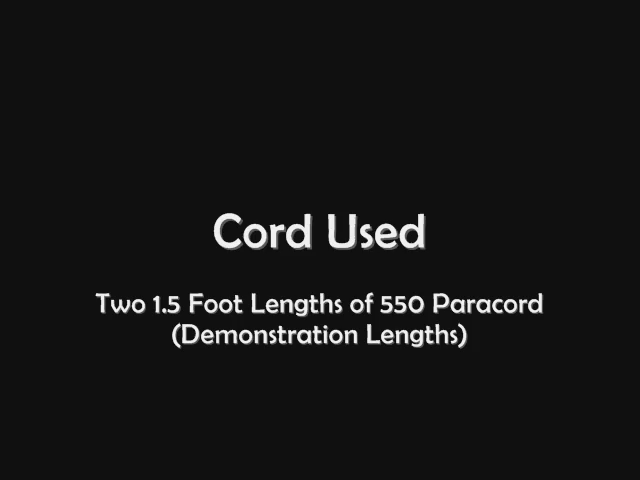 Cord Used
Two 1.5 Foot Lengths of 550 Paracord
(Demonstration Lengths)